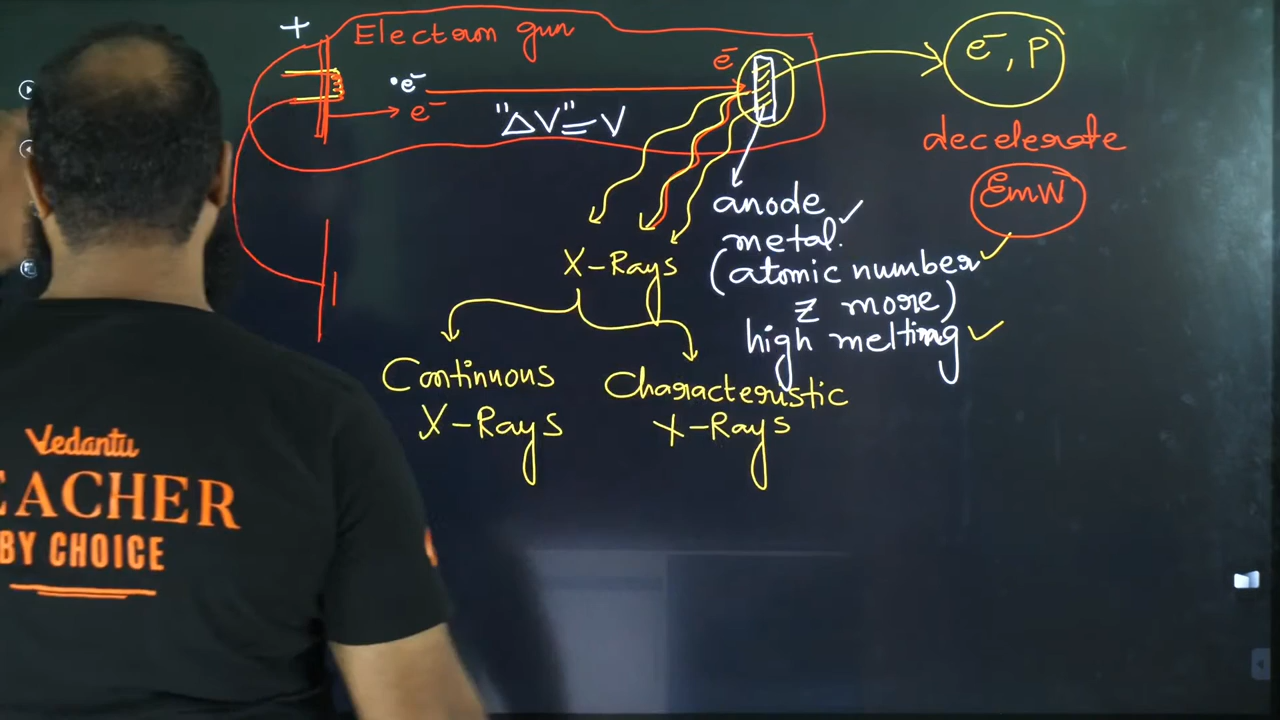 +
Electron gun
e⁻
•e⁻
e⁻
"ΔV"=V
e⁻, P
decelerate
EmW
anode
metal.
(atomic number
Z more)
high melting
X-Rays
Continuous
X-Rays
Characteristic
X-Rays
Vedantu
EACHER
BY CHOICE